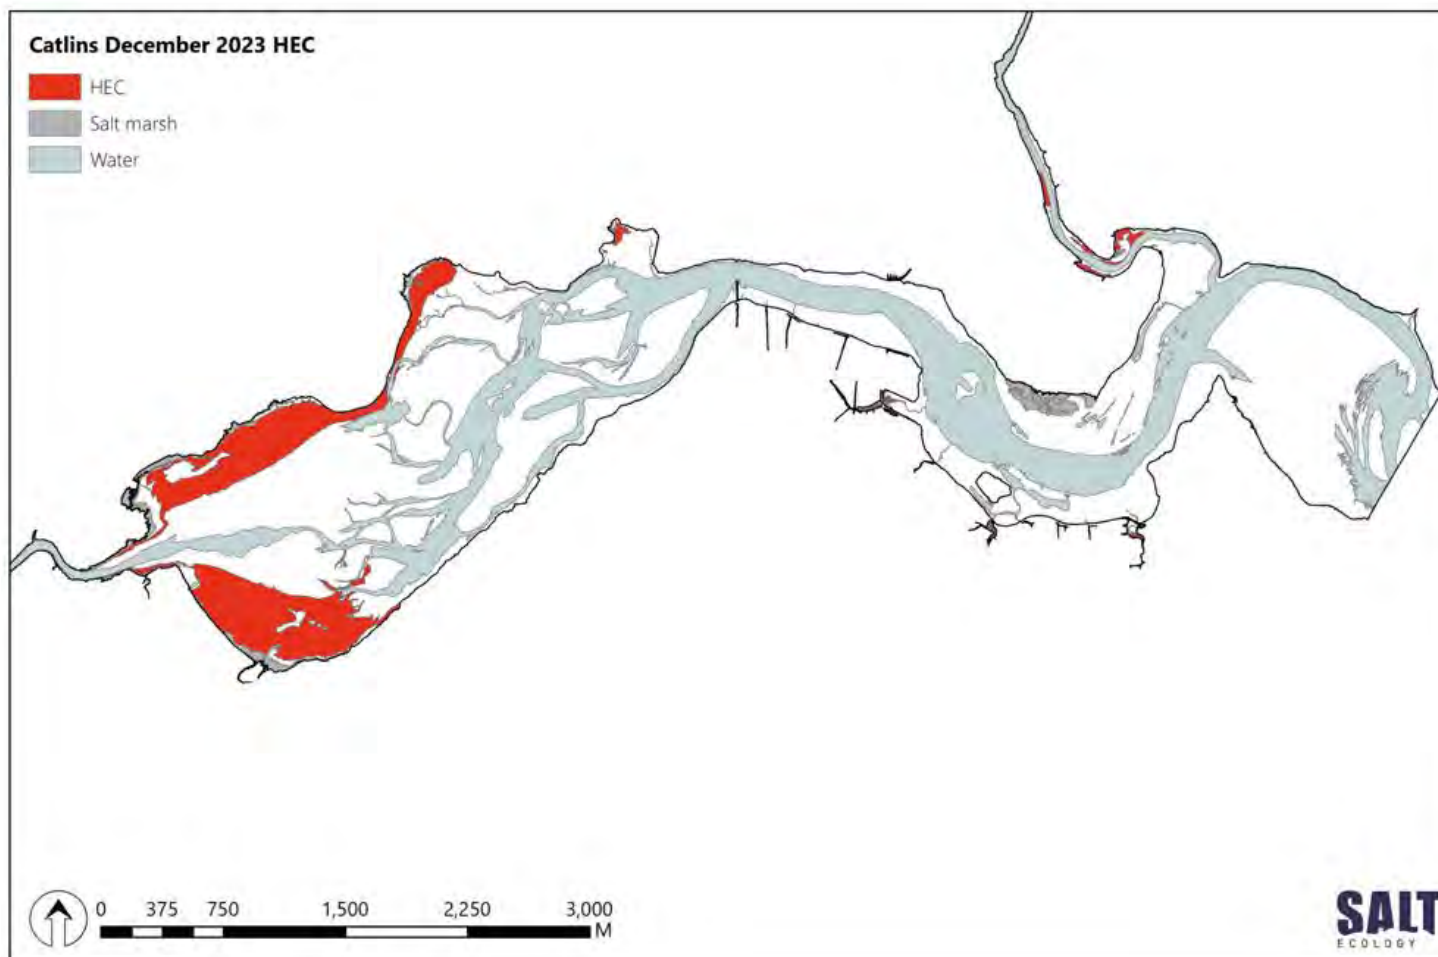 Catlins December 2023 HEC
HEC
Salt marsh
Water
0 375 750 1,500 2,250 3,000
M
SALT
ECOLOGY